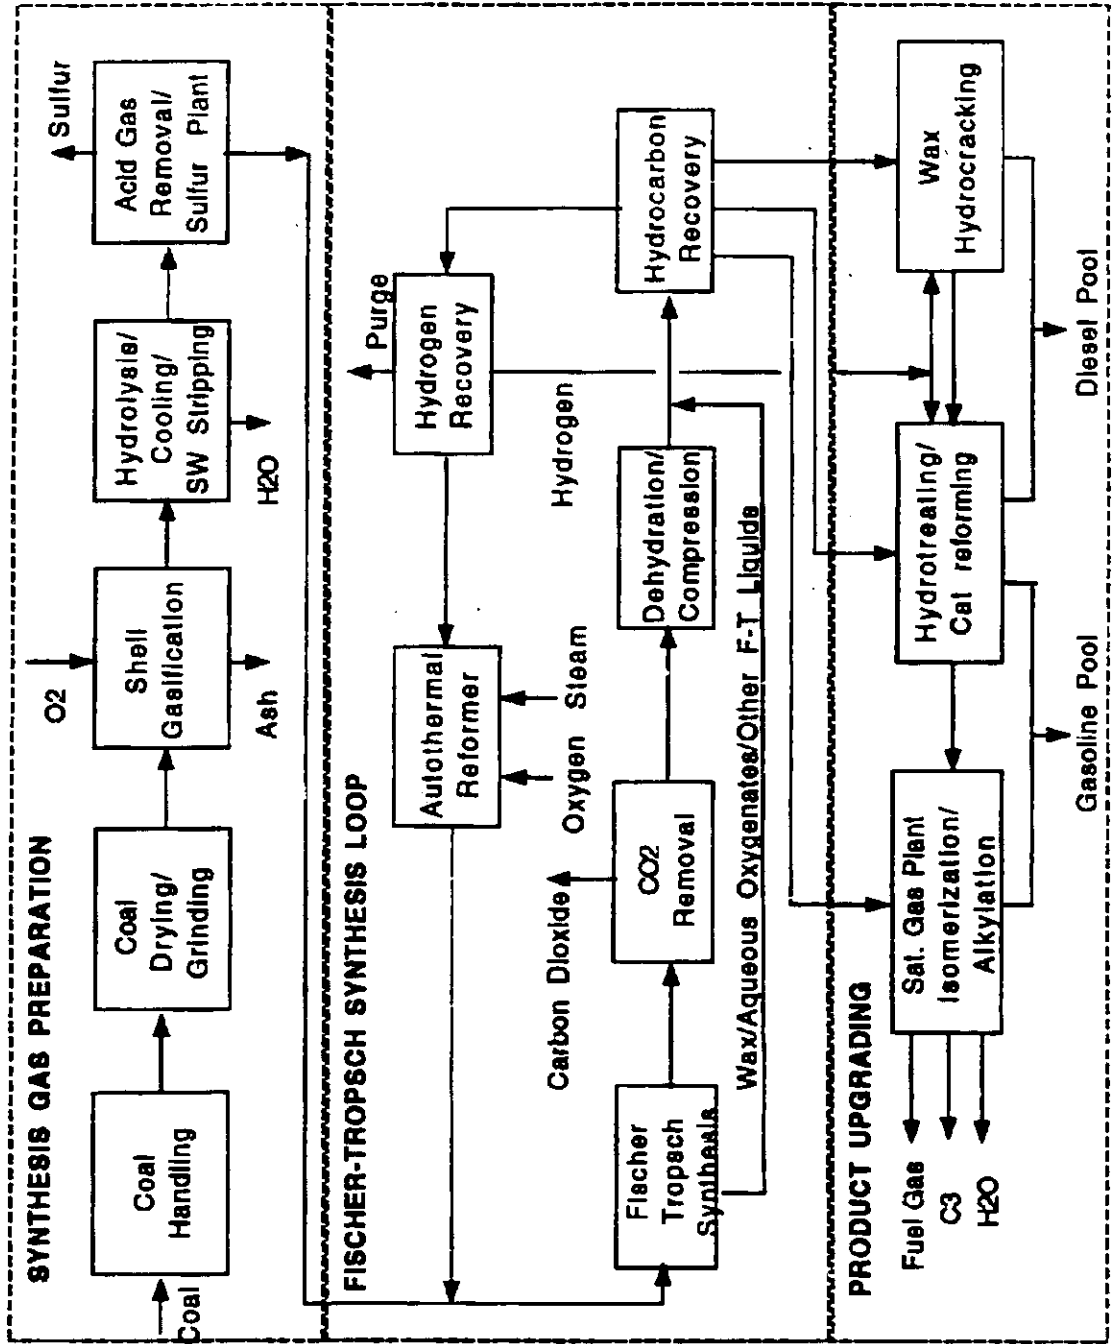 SYNTHESIS GAS PREPARATION
Coal
Coal
Handling
Coal
Drying/
Grinding
O2
Shell
Gasification
Ash
Hydrolysis/
Cooling/
SW Stripping
H2O
Sulfur
Acid Gas
Removal/
Sulfur Plant
FISCHER-TROPSCH SYNTHESIS LOOP
Autothermal
Reformer
Oxygen
Steam
Purge
Hydrogen
Recovery
Hydrogen
Fischer
Tropsch
Synthesis
Carbon Dioxide
CO2
Removal
Dehydration/
Compression
Hydrocarbon
Recovery
Wax/Aqueous Oxygenates/Other F-T Liquids
PRODUCT UPGRADING
Fuel Gas
C3
H2O
Sat. Gas Plant
Isomerization/
Alkylation
Hydrotreating/
Cat reforming
Wax
Hydrocracking
Gasoline Pool
Diesel Pool